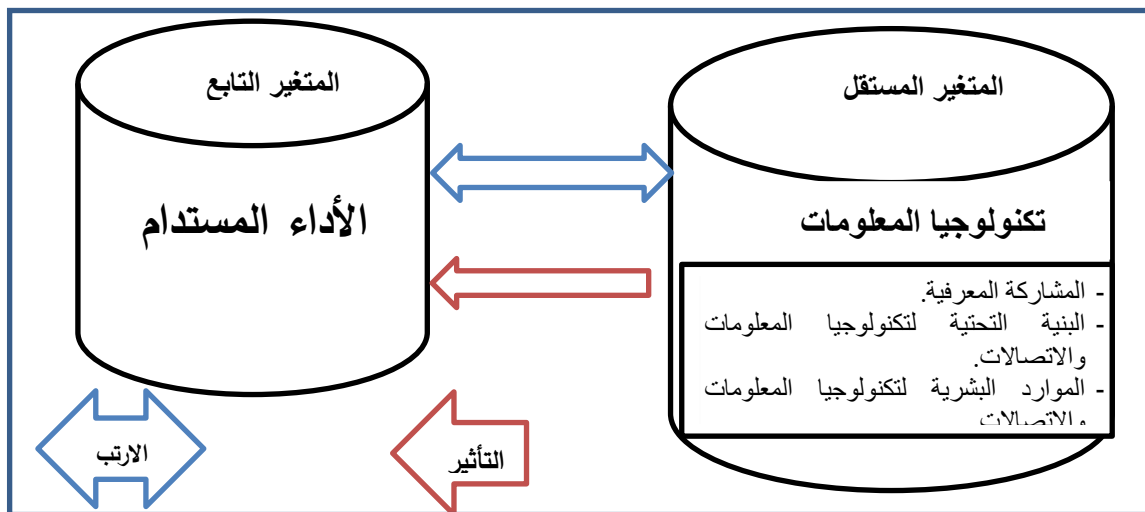 المتغير المستقل
تكنولوجيا المعلومات
- المشاركة المعرفية.
- البنية التحتية لتكنولوجيا المعلومات
والاتصالات.
- الموارد البشرية لتكنولوجيا المعلومات
والاتصالات
المتغير التابع
الأداء المستدام
التأثير
الارتب